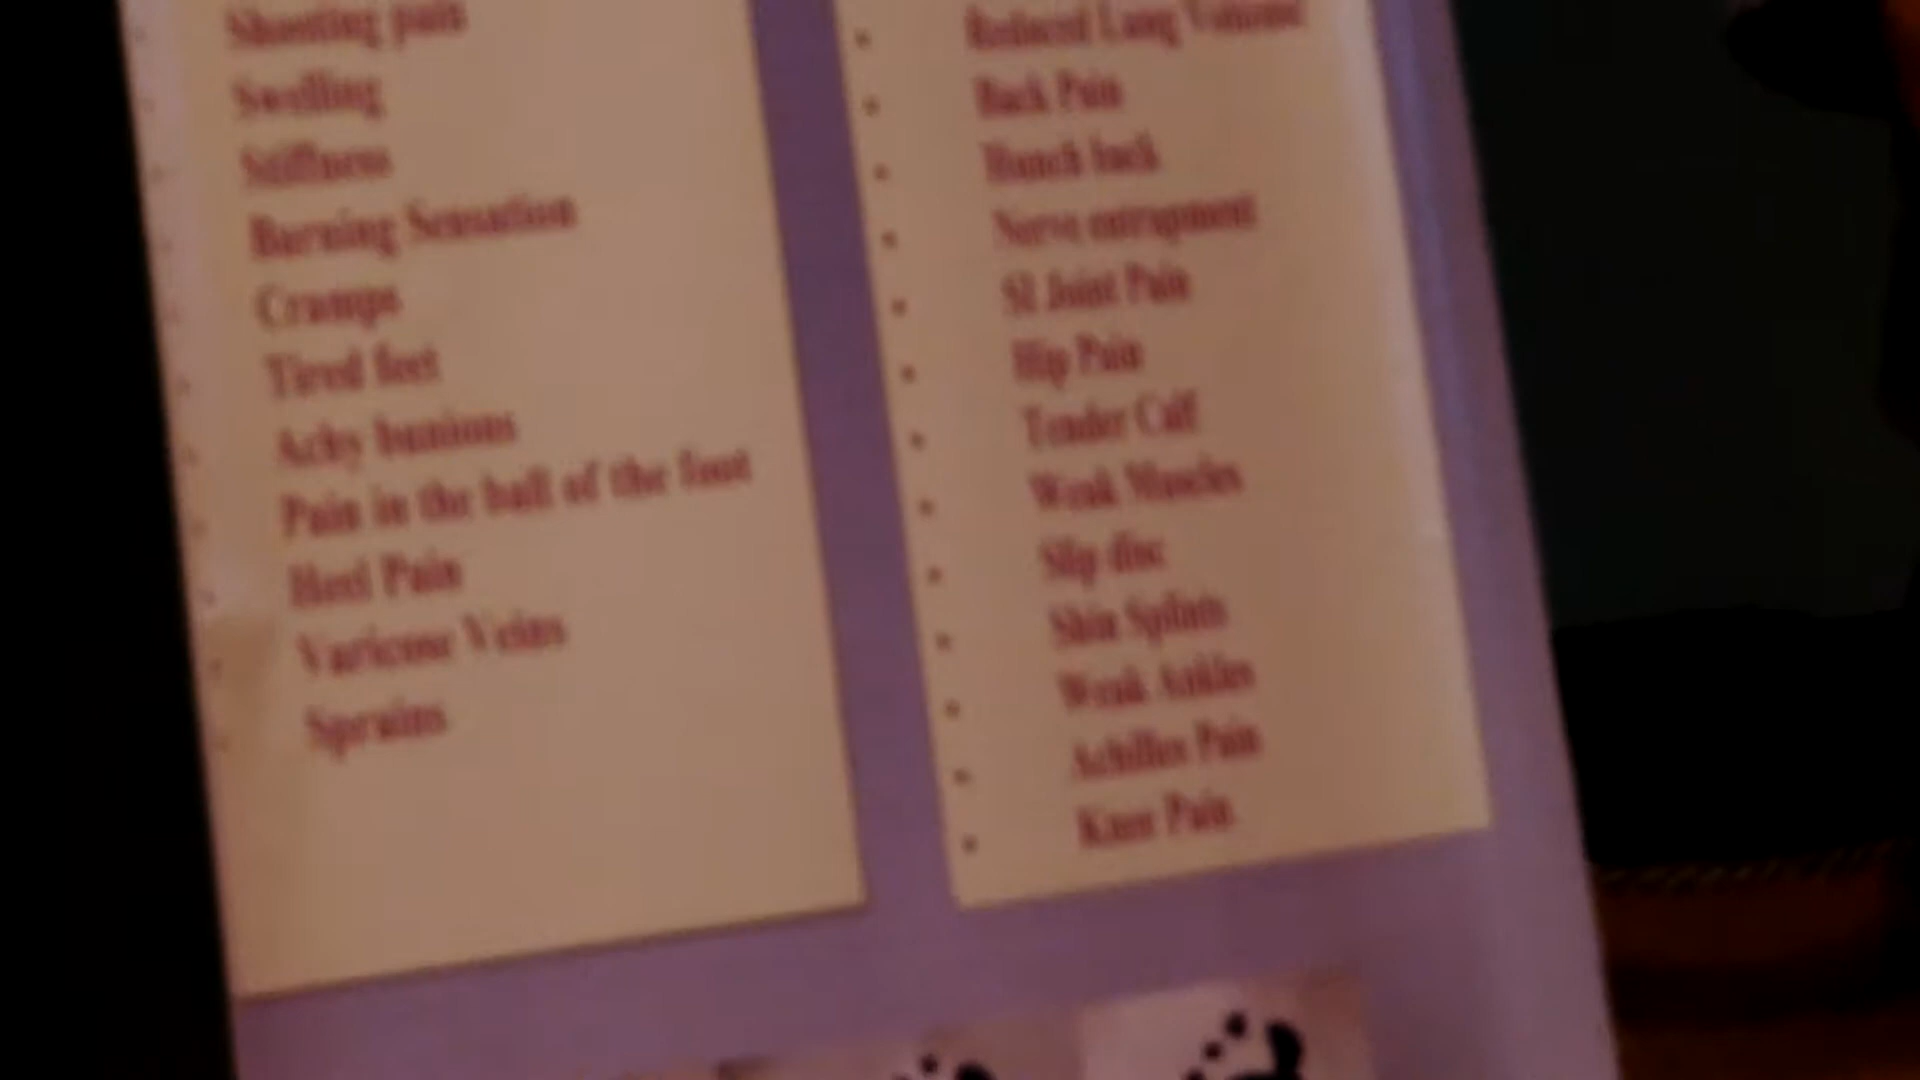 Shooting pain
Swelling
Stiffness
Burning Sensation
Cramps
Tired feet
Achy bunions
Pain in the ball of the foot
Heel Pain
Varicose Veins
Sprains
Reduced Lung Volume
Back Pain
Hunch back
Nerve entrapment
SI Joint Pain
Hip Pain
Tender Calf
Weak Muscles
Slip disc
Shin Splints
Weak Ankles
Achilles Pain
Knee Pain